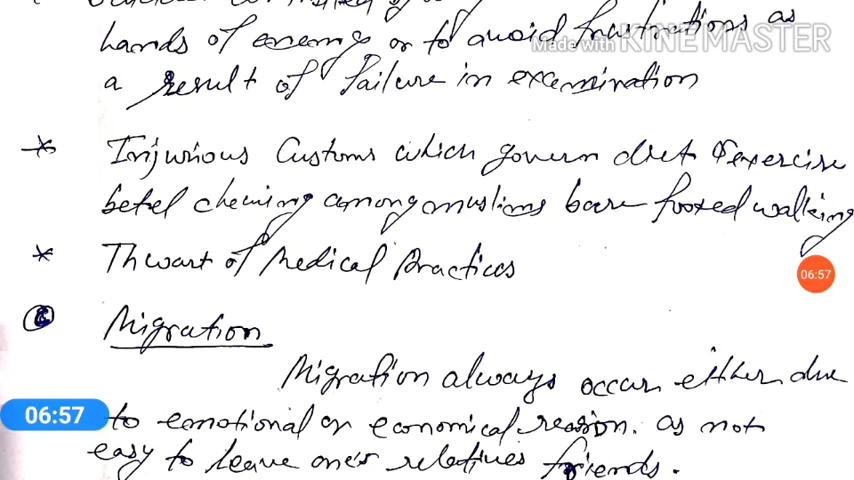 hands of enemy or to avoid frustrations as
Made with KINEMASTER
a result of failure in examination
* Injurious Customs which govern diet & exercise
betel chewing among muslims bare footed walking
* Thwart of Medical Practices
06:57
Migration
Migration always occur either due
06:57
to emotional or economical reason. as not
easy to leave one's relatives friends.